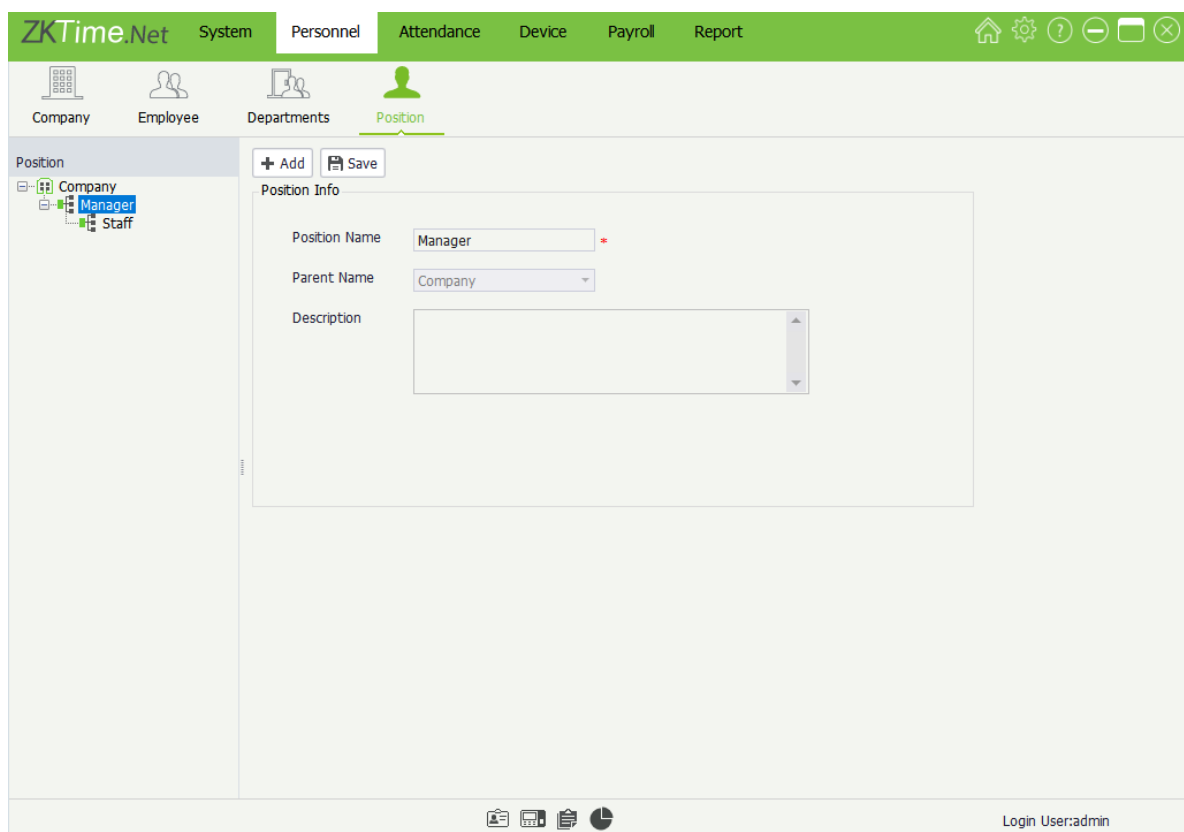 ZKTime.Net System Personnel Attendance Device Payroll Report
Company Employee Departments Position
Position
Company
Manager
Staff
Add Save
Position Info
Position Name Manager *
Parent Name Company
Description
Login User:admin